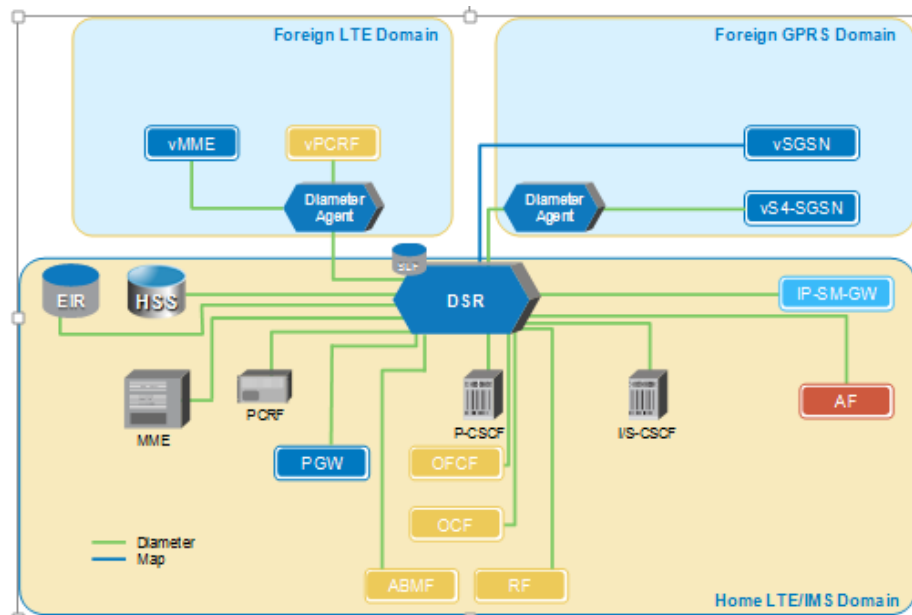 Foreign LTE Domain
Foreign GPRS Domain
vMME
vPCRF
vSGSN
Diameter
Agent
Diameter
Agent
vS4-SGSN
SLF
EIR
HSS
DSR
IP-SM-GW
MME
PCRF
P-CSCF
I/S-CSCF
AF
PGW
OFCF
OCF
Diameter
Map
ABMF
RF
Home LTE/IMS Domain